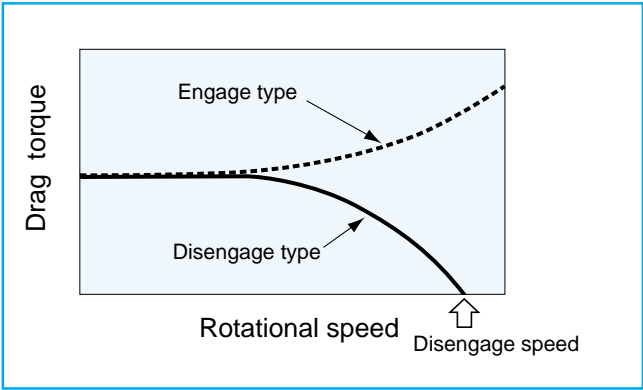 Drag torque
Engage type
Disengage type
Rotational speed
Disengage speed